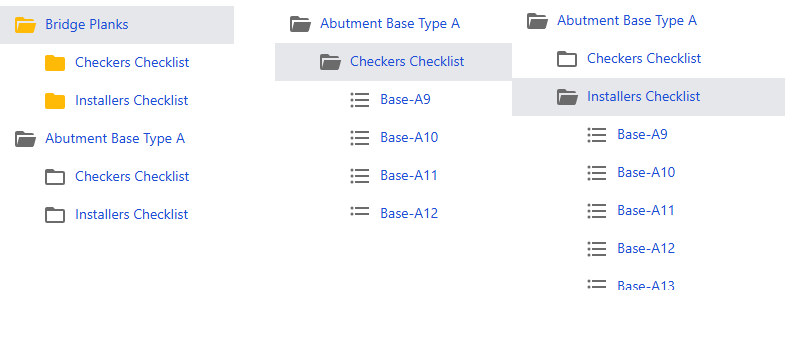 Bridge Planks
Checkers Checklist
Installers Checklist
Abutment Base Type A
Checkers Checklist
Installers Checklist
Abutment Base Type A
Checkers Checklist
Base-A9
Base-A10
Base-A11
Base-A12
Abutment Base Type A
Checkers Checklist
Installers Checklist
Base-A9
Base-A10
Base-A11
Base-A12
Base-A13